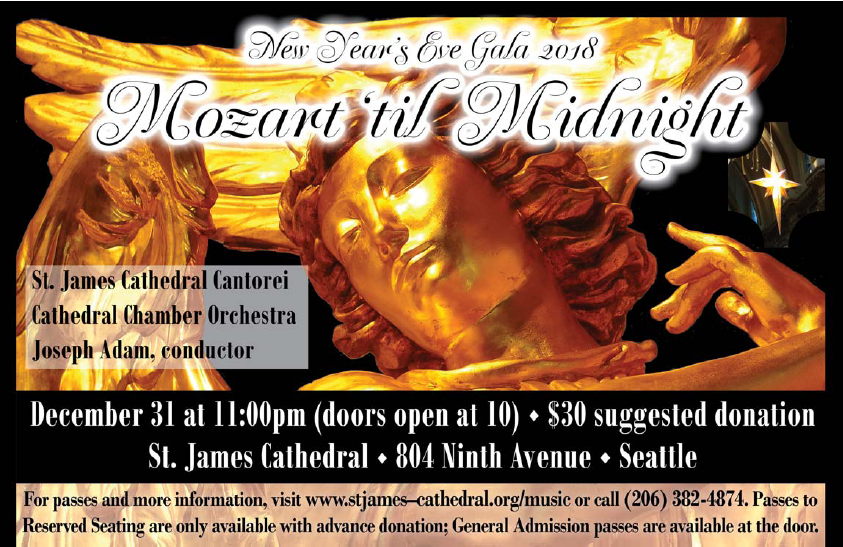 New Year's Eve Gala 2018
Mozart 'til Midnight
St. James Cathedral Cantorei
Cathedral Chamber Orchestra
Joseph Adam, conductor
December 31 at 11:00pm (doors open at 10) ◆ $30 suggested donation
St. James Cathedral ◆ 804 Ninth Avenue ◆ Seattle
For passes and more information, visit www.stjames–cathedral.org/music or call (206) 382-4874. Passes to
Reserved Seating are only available with advance donation; General Admission passes are available at the door.